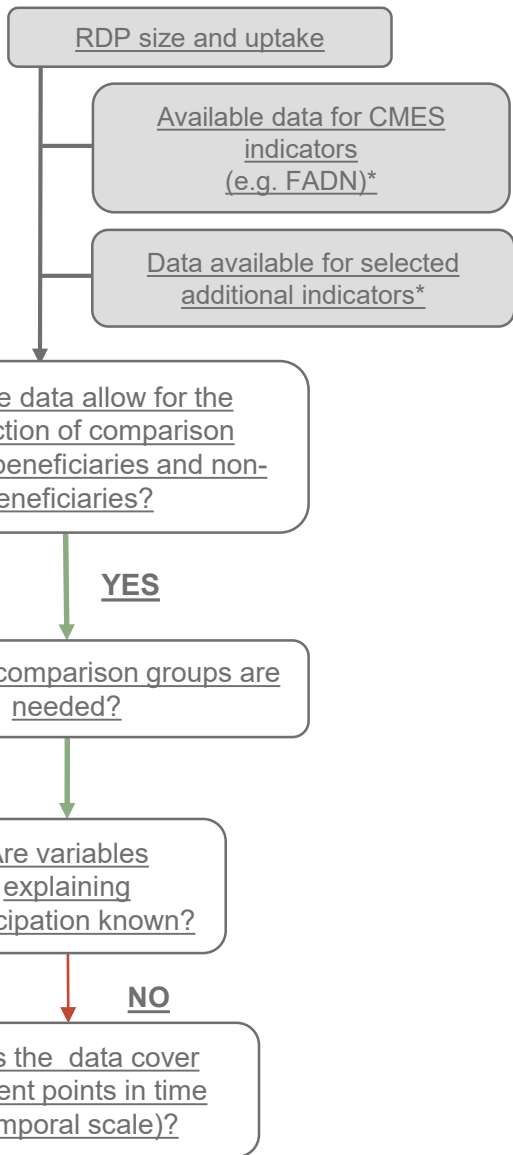 RDP size and uptake
Available data for CMES
indicators
(e.g. FADN)*
Data available for selected
additional indicators*
e data allow for the
ction of comparison
beneficiaries and non-
eneficiaries?
YES
comparison groups are
needed?
Are variables
explaining
cipation known?
NO
s the data cover
ent points in time
mporal scale)?